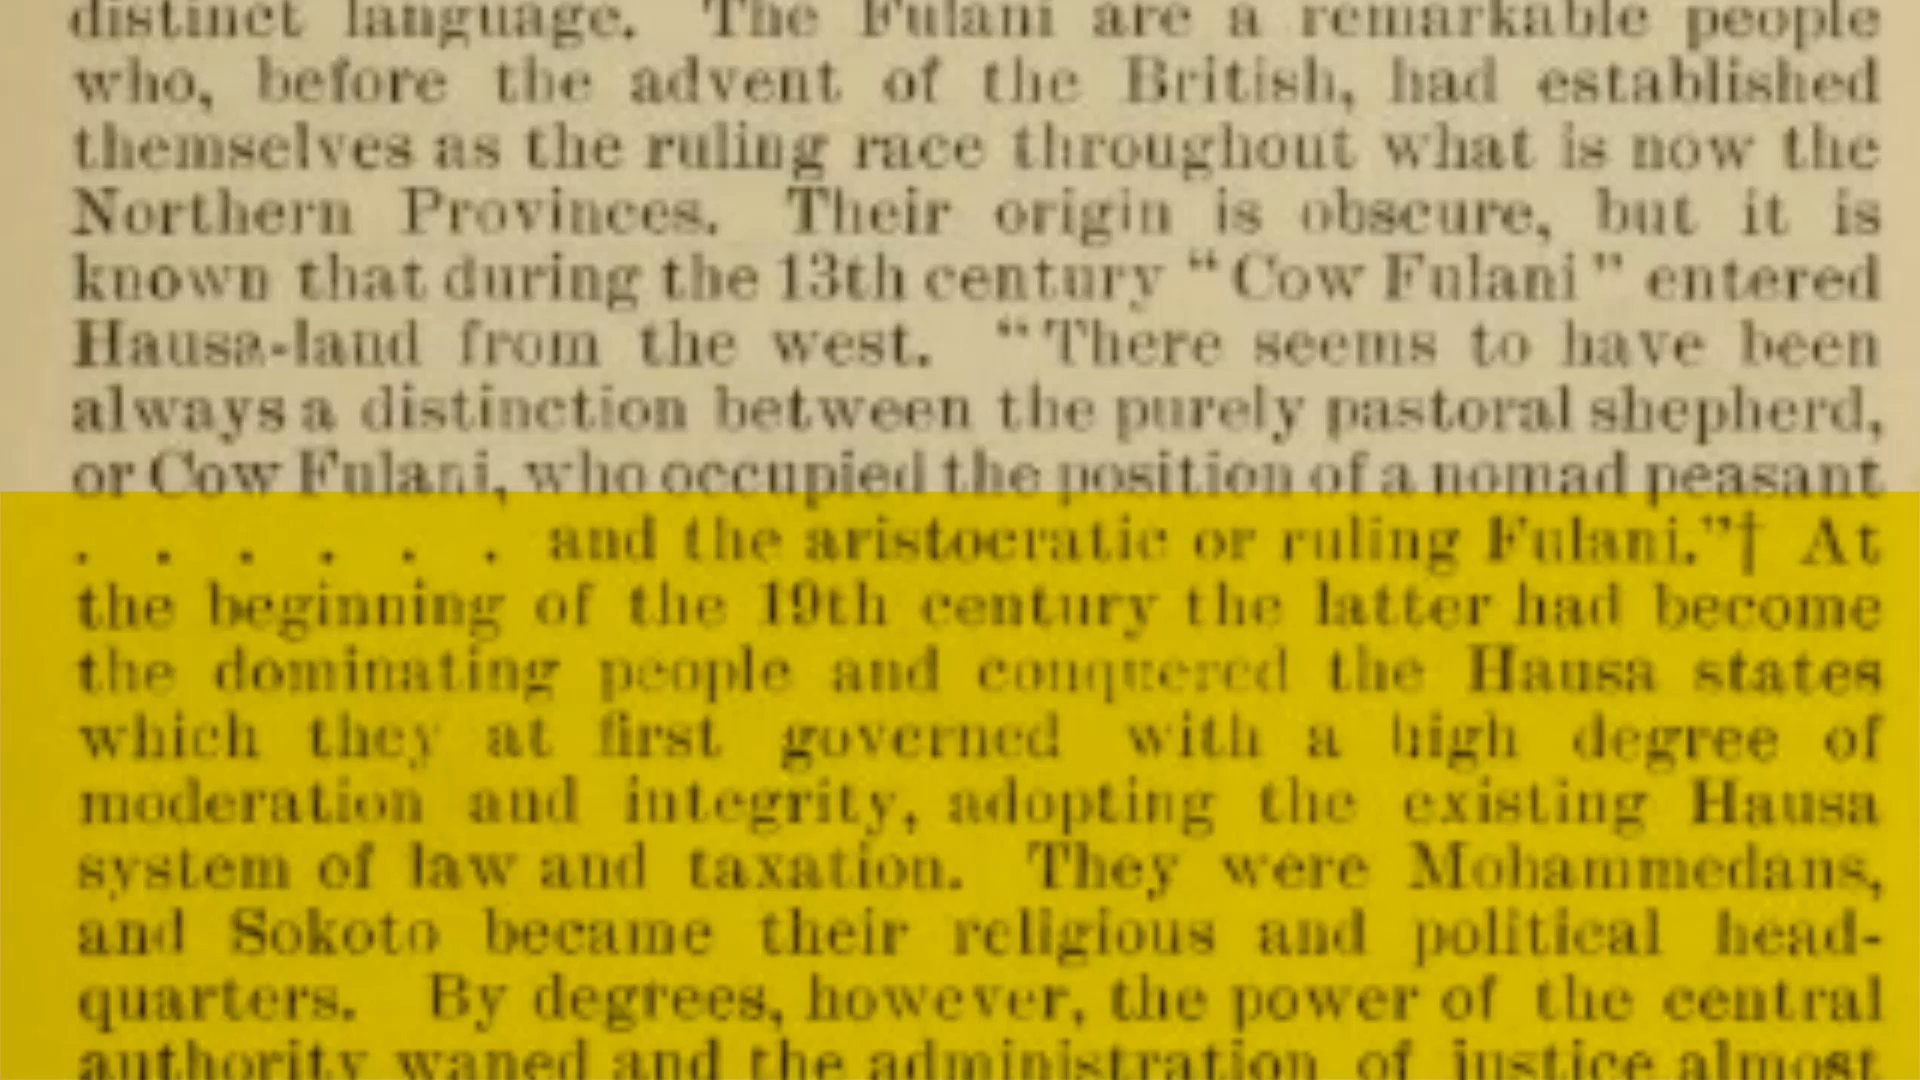 distinct language. The Fulani are a remarkable people
who, before the advent of the British, had established
themselves as the ruling race throughout what is now the
Northern Provinces. Their origin is obscure, but it is
known that during the 13th century “Cow Fulani” entered
Hausa-land from the west. “There seems to have been
always a distinction between the purely pastoral shepherd,
or Cow Fulani, who occupied the position of a nomad peasant
. . . . . . and the aristocratic or ruling Fulani.”† At
the beginning of the 19th century the latter had become
the dominating people and conquered the Hausa states
which they at first governed with a high degree of
moderation and integrity, adopting the existing Hausa
system of law and taxation. They were Mohammedans,
and Sokoto became their religious and political head-
quarters. By degrees, however, the power of the central
authority waned and the administration of justice almost